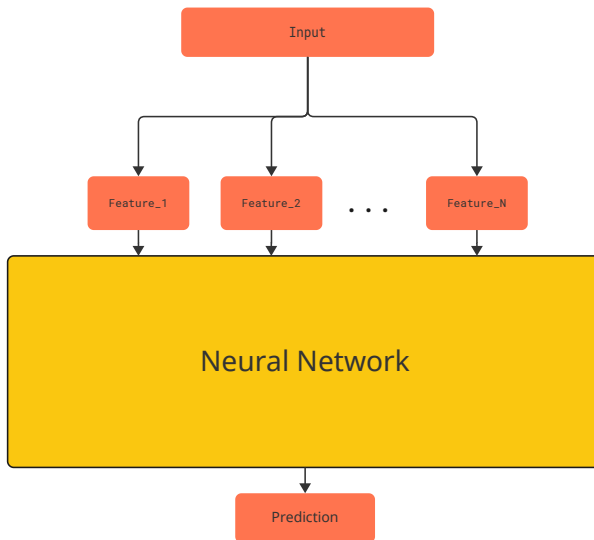 Input
Feature_1
Feature_2
. . .
Feature_N
Neural Network
Prediction